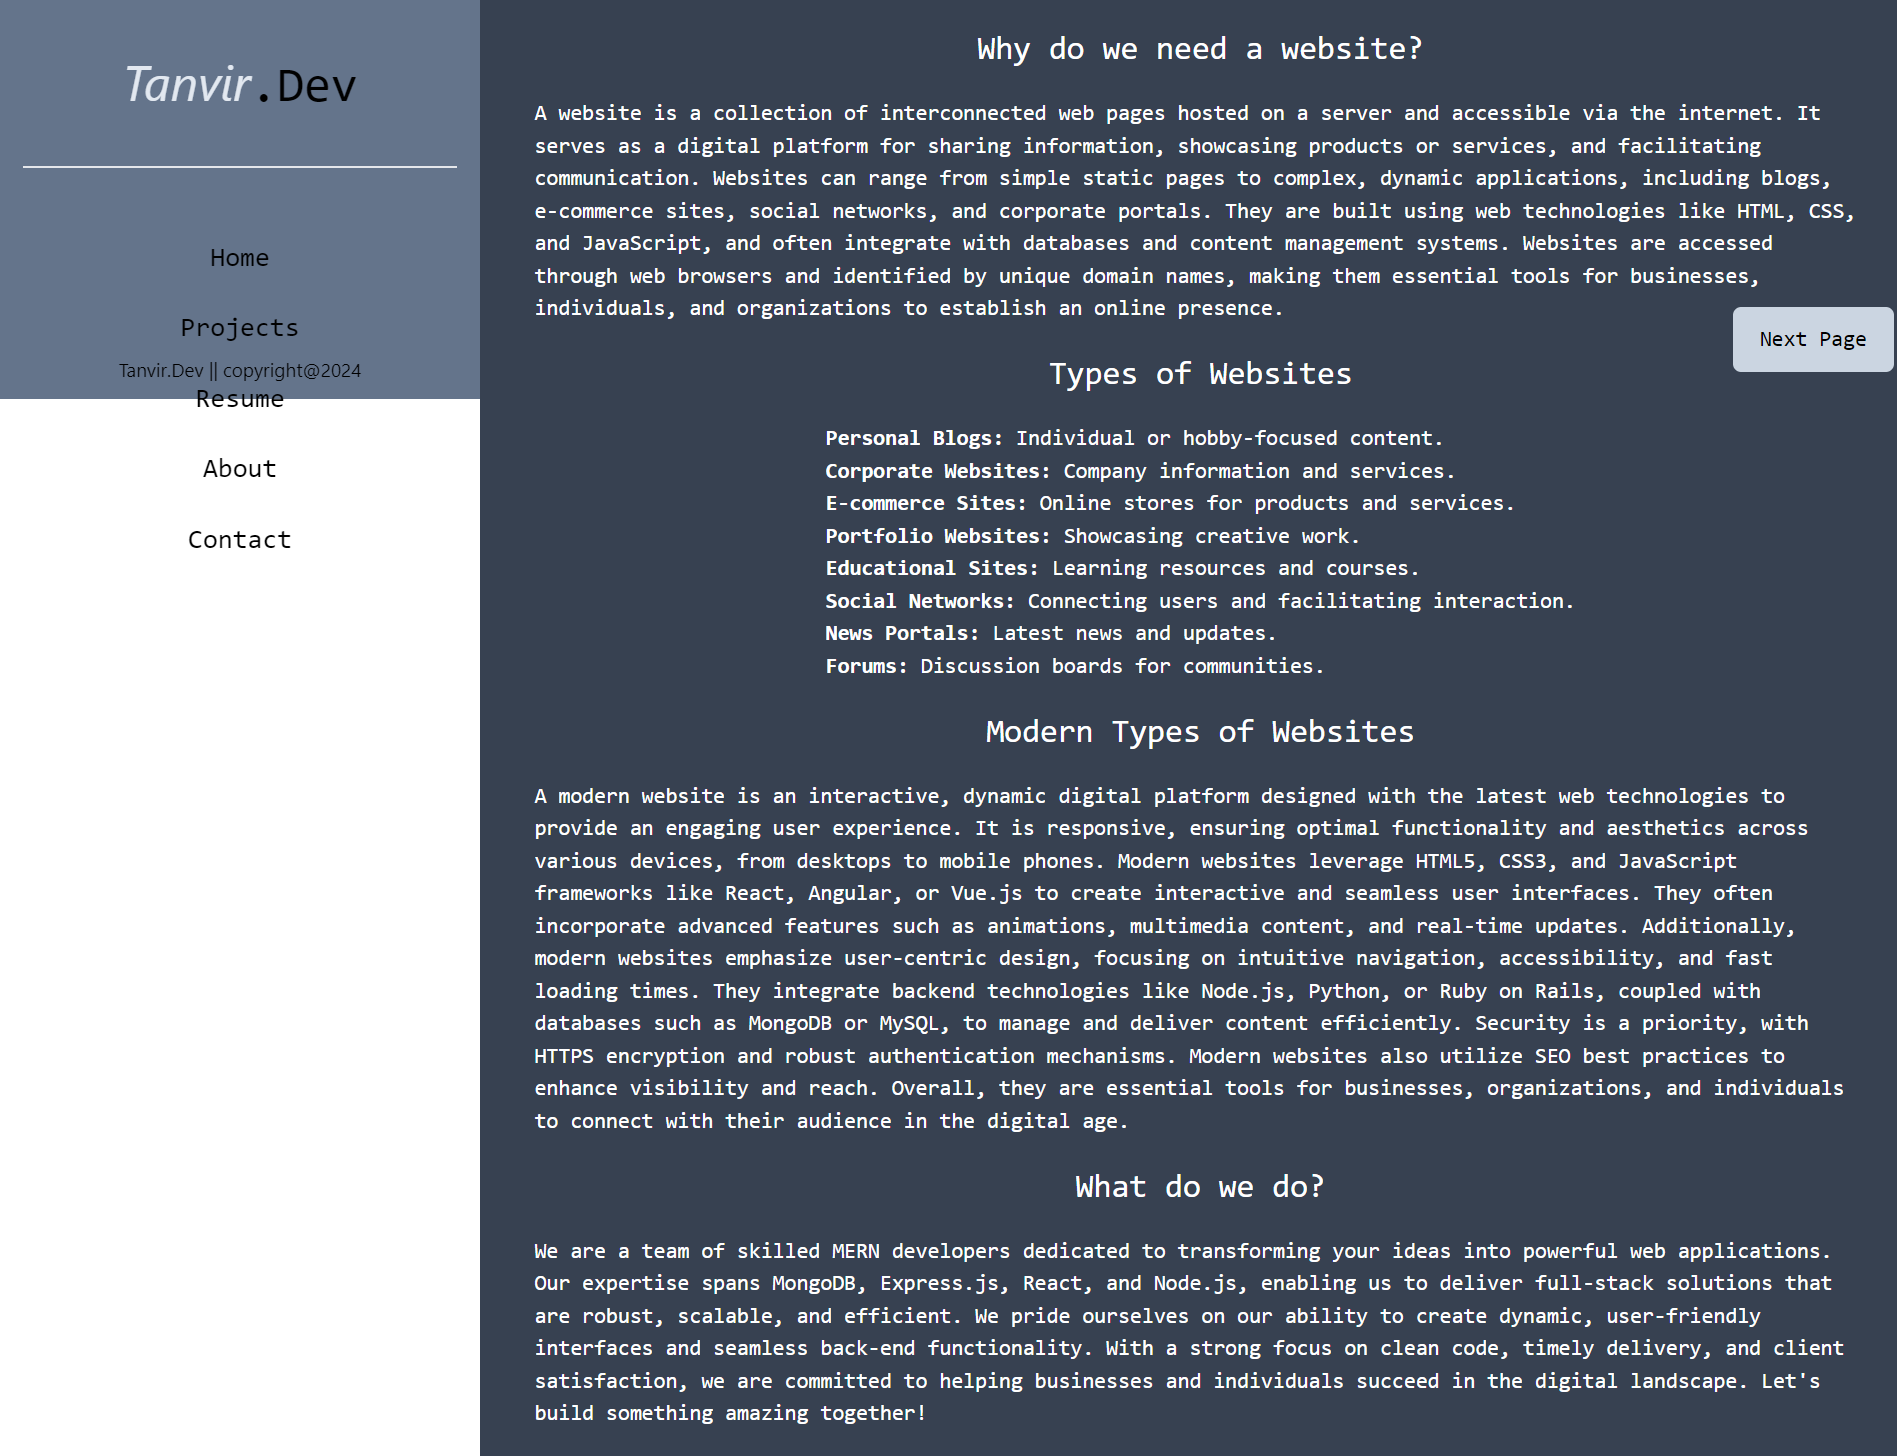 Tanvir.Dev
Home
Projects
Tanvir.Dev || copyright@2024
Resume
About
Contact
Why do we need a website?
A website is a collection of interconnected web pages hosted on a server and accessible via the internet. It
serves as a digital platform for sharing information, showcasing products or services, and facilitating
communication. Websites can range from simple static pages to complex, dynamic applications, including blogs,
e-commerce sites, social networks, and corporate portals. They are built using web technologies like HTML, CSS,
and JavaScript, and often integrate with databases and content management systems. Websites are accessed
through web browsers and identified by unique domain names, making them essential tools for businesses,
individuals, and organizations to establish an online presence.
Next Page
Types of Websites
Personal Blogs: Individual or hobby-focused content.
Corporate Websites: Company information and services.
E-commerce Sites: Online stores for products and services.
Portfolio Websites: Showcasing creative work.
Educational Sites: Learning resources and courses.
Social Networks: Connecting users and facilitating interaction.
News Portals: Latest news and updates.
Forums: Discussion boards for communities.
Modern Types of Websites
A modern website is an interactive, dynamic digital platform designed with the latest web technologies to
provide an engaging user experience. It is responsive, ensuring optimal functionality and aesthetics across
various devices, from desktops to mobile phones. Modern websites leverage HTML5, CSS3, and JavaScript
frameworks like React, Angular, or Vue.js to create interactive and seamless user interfaces. They often
incorporate advanced features such as animations, multimedia content, and real-time updates. Additionally,
modern websites emphasize user-centric design, focusing on intuitive navigation, accessibility, and fast
loading times. They integrate backend technologies like Node.js, Python, or Ruby on Rails, coupled with
databases such as MongoDB or MySQL, to manage and deliver content efficiently. Security is a priority, with
HTTPS encryption and robust authentication mechanisms. Modern websites also utilize SEO best practices to
enhance visibility and reach. Overall, they are essential tools for businesses, organizations, and individuals
to connect with their audience in the digital age.
What do we do?
We are a team of skilled MERN developers dedicated to transforming your ideas into powerful web applications.
Our expertise spans MongoDB, Express.js, React, and Node.js, enabling us to deliver full-stack solutions that
are robust, scalable, and efficient. We pride ourselves on our ability to create dynamic, user-friendly
interfaces and seamless back-end functionality. With a strong focus on clean code, timely delivery, and client
satisfaction, we are committed to helping businesses and individuals succeed in the digital landscape. Let's
build something amazing together!